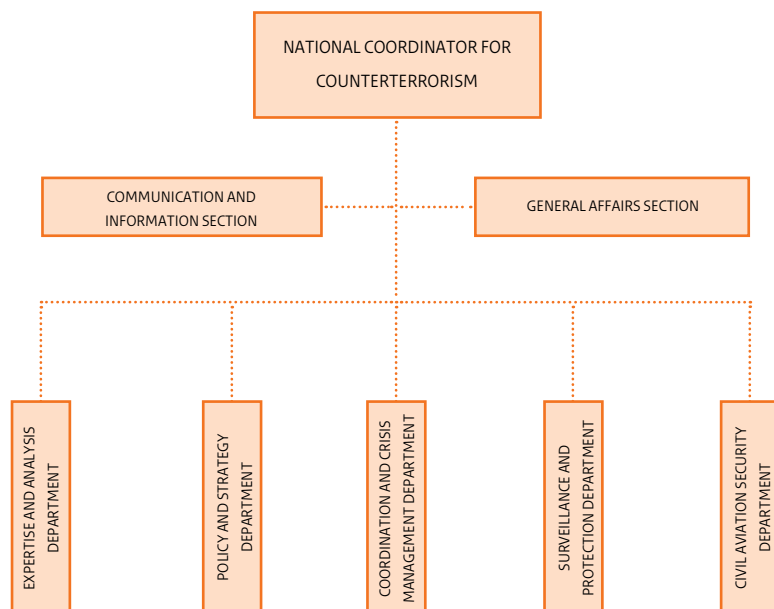 NATIONAL COORDINATOR FOR
COUNTERTERRORISM
COMMUNICATION AND
INFORMATION SECTION
GENERAL AFFAIRS SECTION
EXPERTISE AND ANALYSIS
DEPARTMENT
POLICY AND STRATEGY
DEPARTMENT
COORDINATION AND CRISIS
MANAGEMENT DEPARTMENT
SURVEILLANCE AND
PROTECTION DEPARTMENT
CIVIL AVIATION SECURITY
DEPARTMENT